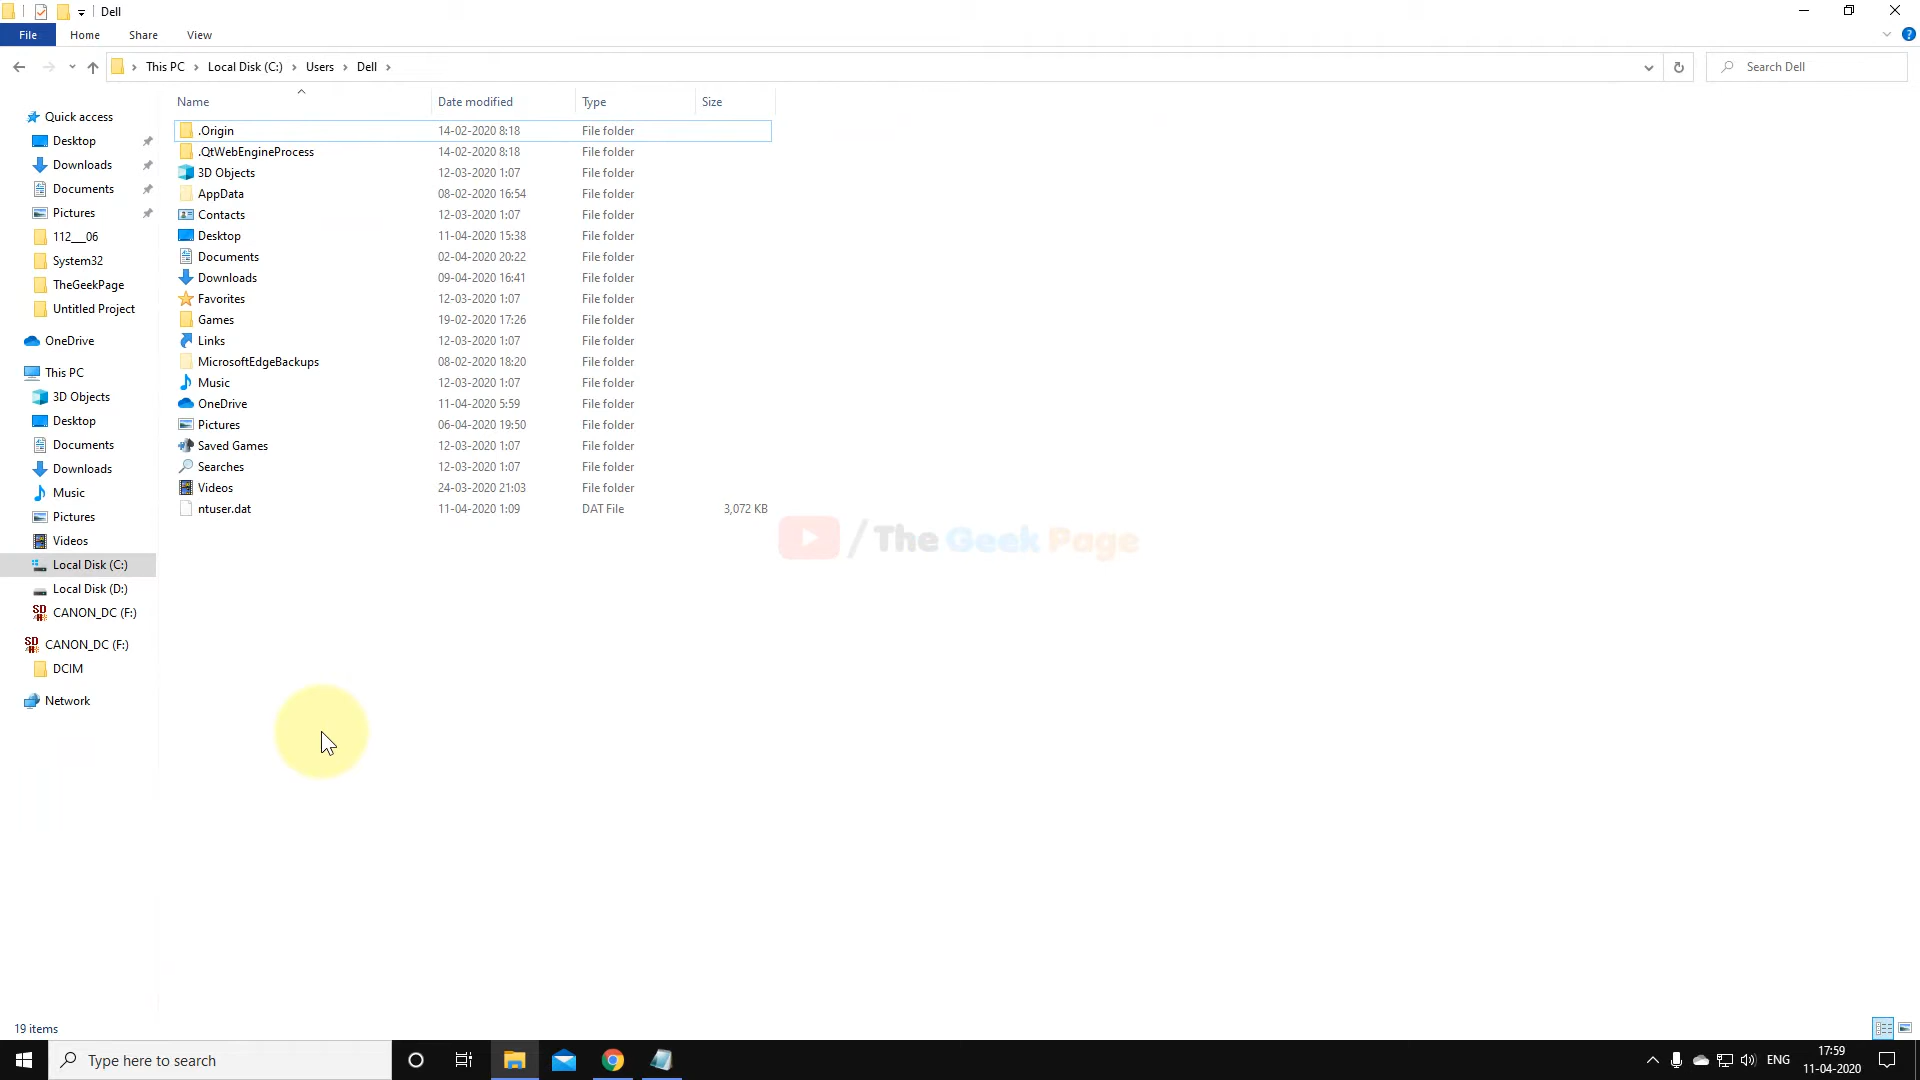 Dell
File Home Share View
This PC Local Disk (C:) Users Dell
Search Dell
Name Date modified Type Size
Quick access
Desktop
Downloads
Documents
Pictures
112___06
System32
TheGeekPage
Untitled Project
OneDrive
This PC
3D Objects
Desktop
Documents
Downloads
Music
Pictures
Videos
Local Disk (C:)
Local Disk (D:)
CANON_DC (F:)
CANON_DC (F:)
DCIM
Network
.Origin 14-02-2020 8:18 File folder
.QtWebEngineProcess 14-02-2020 8:18 File folder
3D Objects 12-03-2020 1:07 File folder
AppData 08-02-2020 16:54 File folder
Contacts 12-03-2020 1:07 File folder
Desktop 11-04-2020 15:38 File folder
Documents 02-04-2020 20:22 File folder
Downloads 09-04-2020 16:41 File folder
Favorites 12-03-2020 1:07 File folder
Games 19-02-2020 17:26 File folder
Links 12-03-2020 1:07 File folder
MicrosoftEdgeBackups 08-02-2020 18:20 File folder
Music 12-03-2020 1:07 File folder
OneDrive 11-04-2020 5:59 File folder
Pictures 06-04-2020 19:50 File folder
Saved Games 12-03-2020 1:07 File folder
Searches 12-03-2020 1:07 File folder
Videos 24-03-2020 21:03 File folder
ntuser.dat 11-04-2020 1:09 DAT File 3,072 KB
/ The Geek Page
19 items
Type here to search
ENG
17:59
11-04-2020